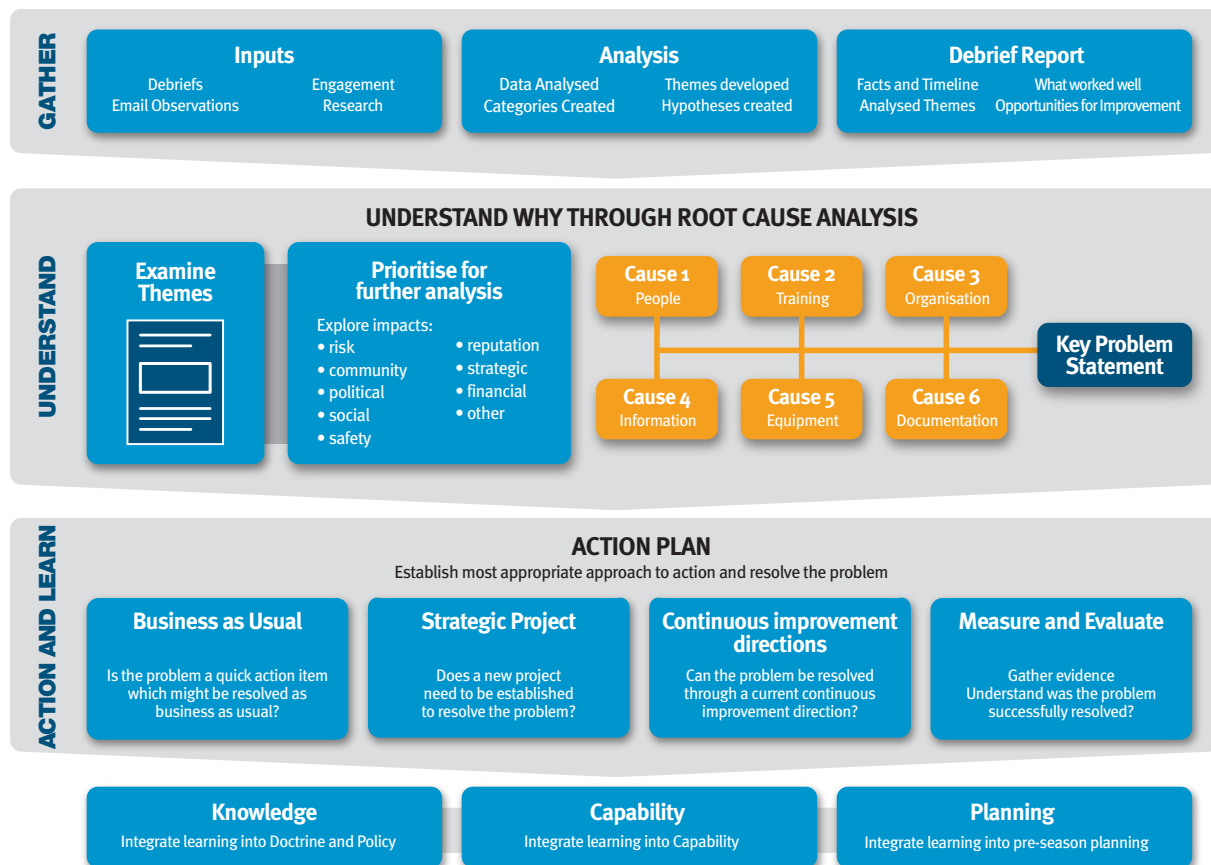 GATHER
Inputs
Debriefs
Email Observations
Engagement
Research
Analysis
Data Analysed
Categories Created
Themes developed
Hypotheses created
Debrief Report
Facts and Timeline
Analysed Themes
What worked well
Opportunities for Improvement
UNDERSTAND
UNDERSTAND WHY THROUGH ROOT CAUSE ANALYSIS
Examine
Themes
Prioritise for
further analysis
Explore impacts:
• risk
• community
• political
• social
• safety
• reputation
• strategic
• financial
• other
Cause 1
People
Cause 2
Training
Cause 3
Organisation
Cause 4
Information
Cause 5
Equipment
Cause 6
Documentation
Key Problem
Statement
ACTION AND LEARN
ACTION PLAN
Establish most appropriate approach to action and resolve the problem
Business as Usual
Is the problem a quick action item
which might be resolved as
business as usual?
Strategic Project
Does a new project
need to be established
to resolve the problem?
Continuous improvement
directions
Can the problem be resolved
through a current continuous
improvement direction?
Measure and Evaluate
Gather evidence
Understand was the problem
successfully resolved?
Knowledge
Integrate learning into Doctrine and Policy
Capability
Integrate learning into Capability
Planning
Integrate learning into pre-season planning